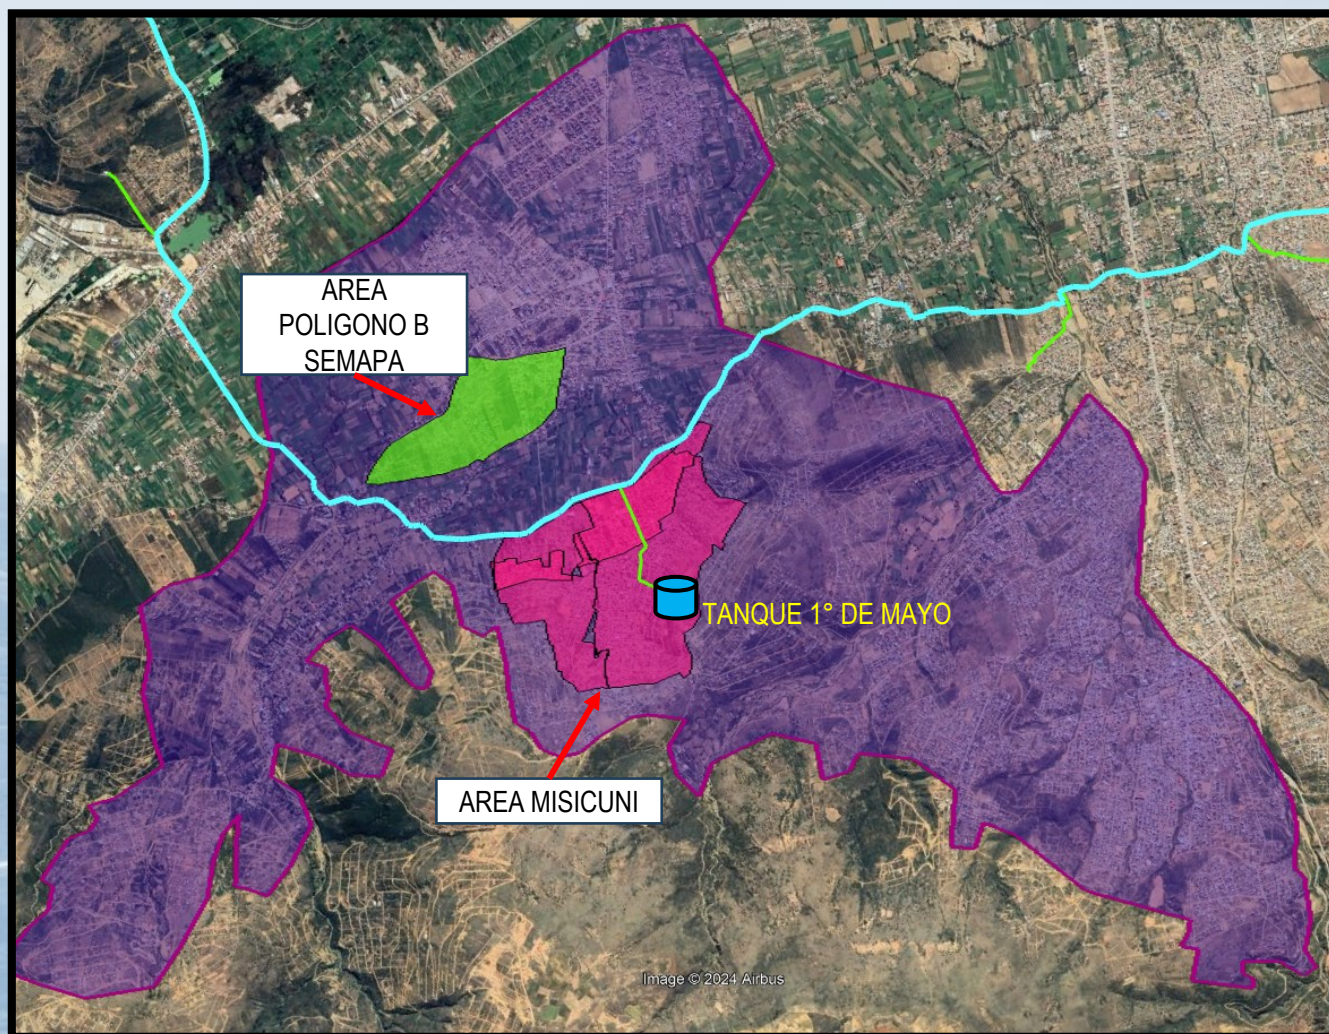 AREA
POLIGONO B
SEMAPA
TANQUE 1° DE MAYO
AREA MISICUNI
Image © 2024 Airbus